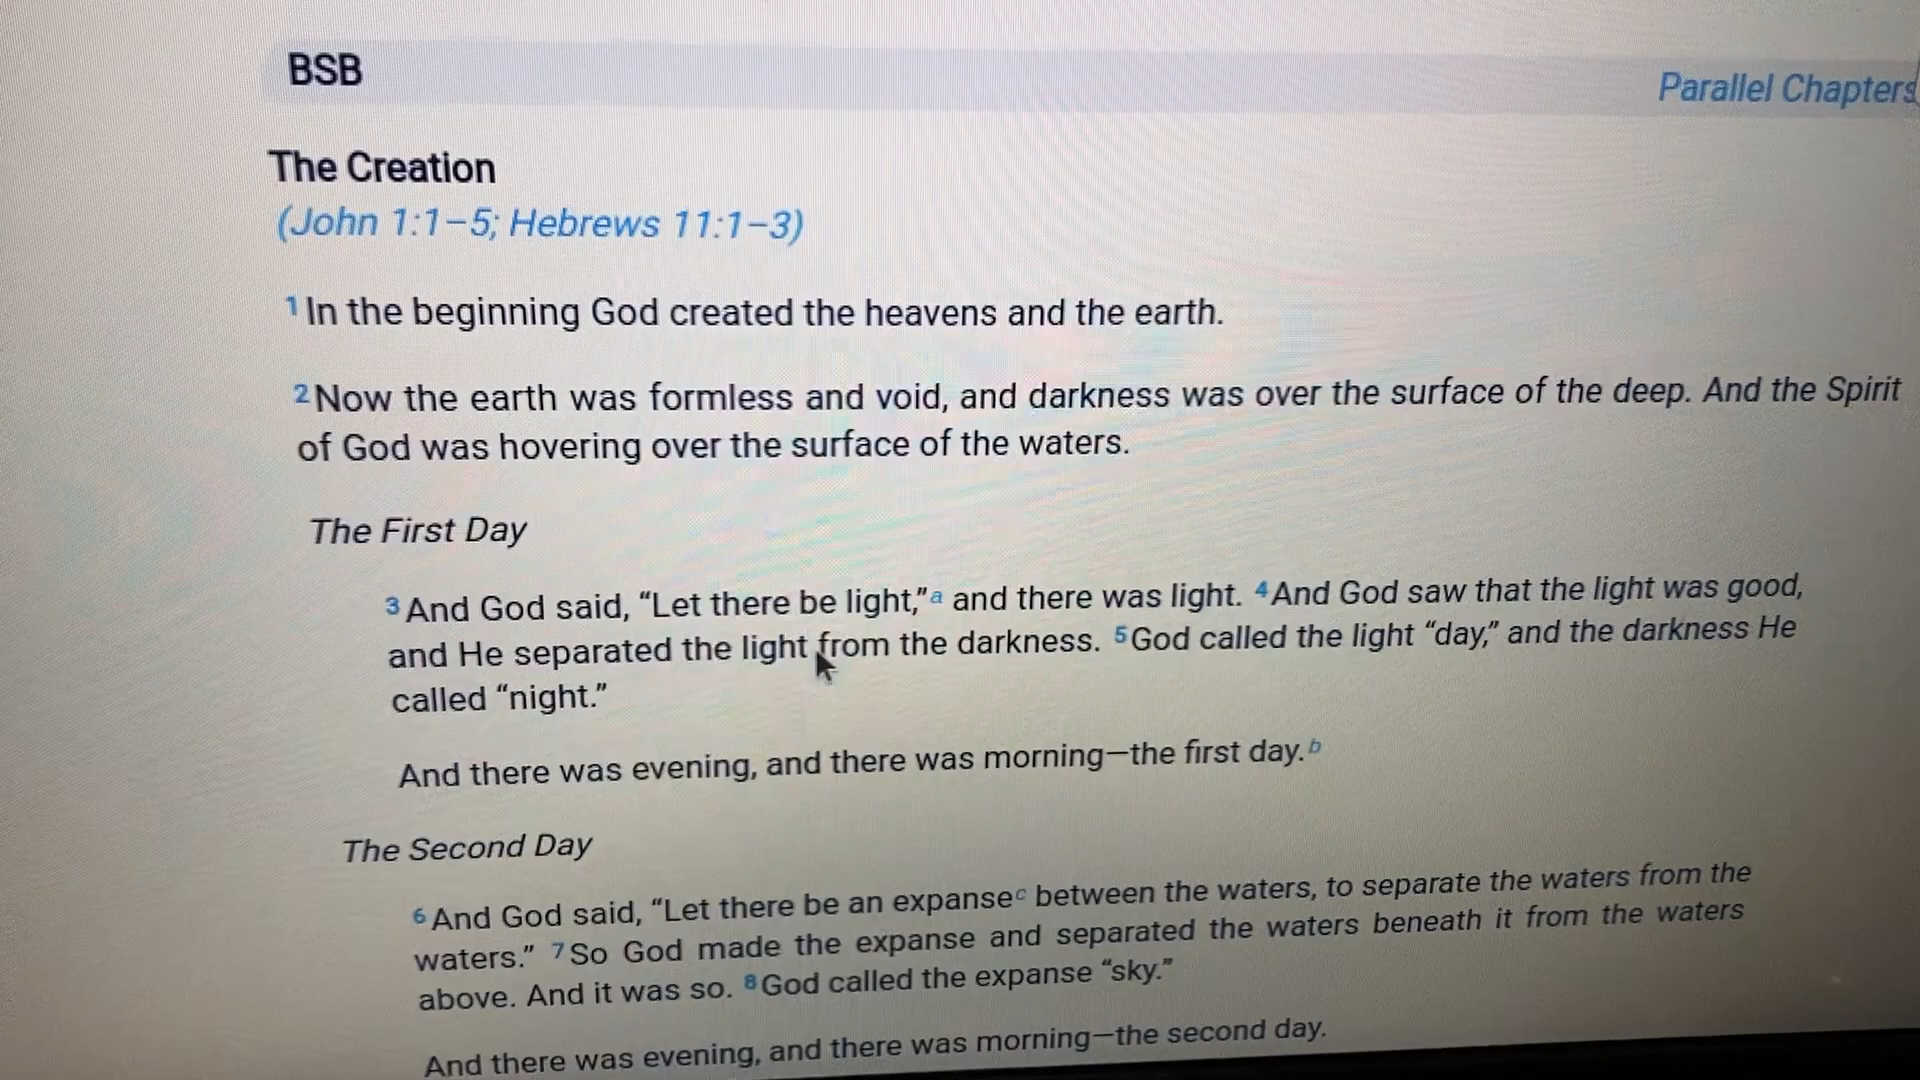 BSB
Parallel Chapters
The Creation
(John 1:1–5; Hebrews 11:1–3)
1 In the beginning God created the heavens and the earth.
2 Now the earth was formless and void, and darkness was over the surface of the deep. And the Spirit
of God was hovering over the surface of the waters.
The First Day
3 And God said, “Let there be light,” a and there was light. 4 And God saw that the light was good,
and He separated the light from the darkness. 5 God called the light “day,” and the darkness He
called “night.”
And there was evening, and there was morning—the first day. b
The Second Day
6 And God said, “Let there be an expanse c between the waters, to separate the waters from the
waters.” 7 So God made the expanse and separated the waters beneath it from the waters
above. And it was so. 8 God called the expanse “sky.”
And there was evening, and there was morning—the second day.